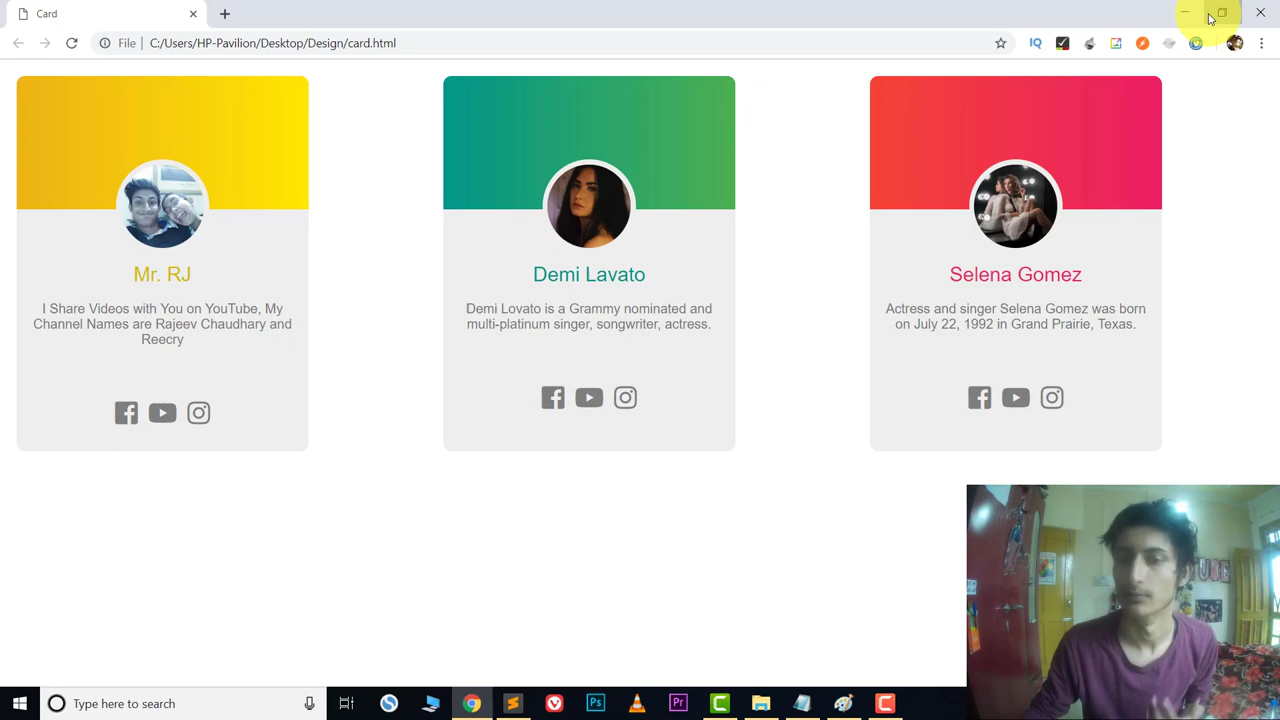 Card
File
C:/Users/HP-Pavilion/Desktop/Design/card.html
Mr. RJ
I Share Videos with You on YouTube, My
Channel Names are Rajeev Chaudhary and
Reecry
Demi Lavato
Demi Lovato is a Grammy nominated and
multi-platinum singer, songwriter, actress.
Selena Gomez
Actress and singer Selena Gomez was born
on July 22, 1992 in Grand Prairie, Texas.
Type here to search